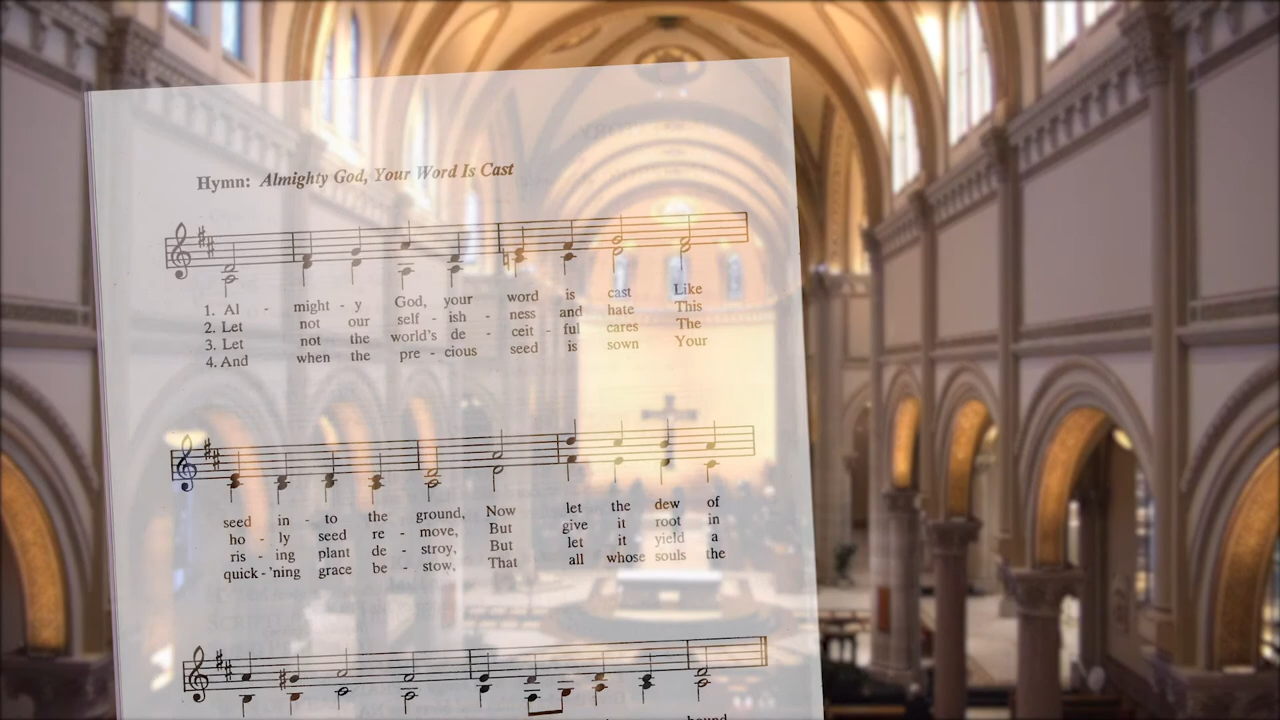 Hymn: Almighty God, Your Word Is Cast
1. Al - might - y God, your word is cast Like
2. Let not our self - ish - ness and hate This
3. Let not the world's de - ceit - ful cares The
4. And when the pre - cious seed is sown Your
seed in - to the ground, Now let the dew of
ho - ly seed re - move, But give it root in
ris - ing plant de - stroy, But let it yield a
quick - 'ning grace be - stow, That all whose souls the